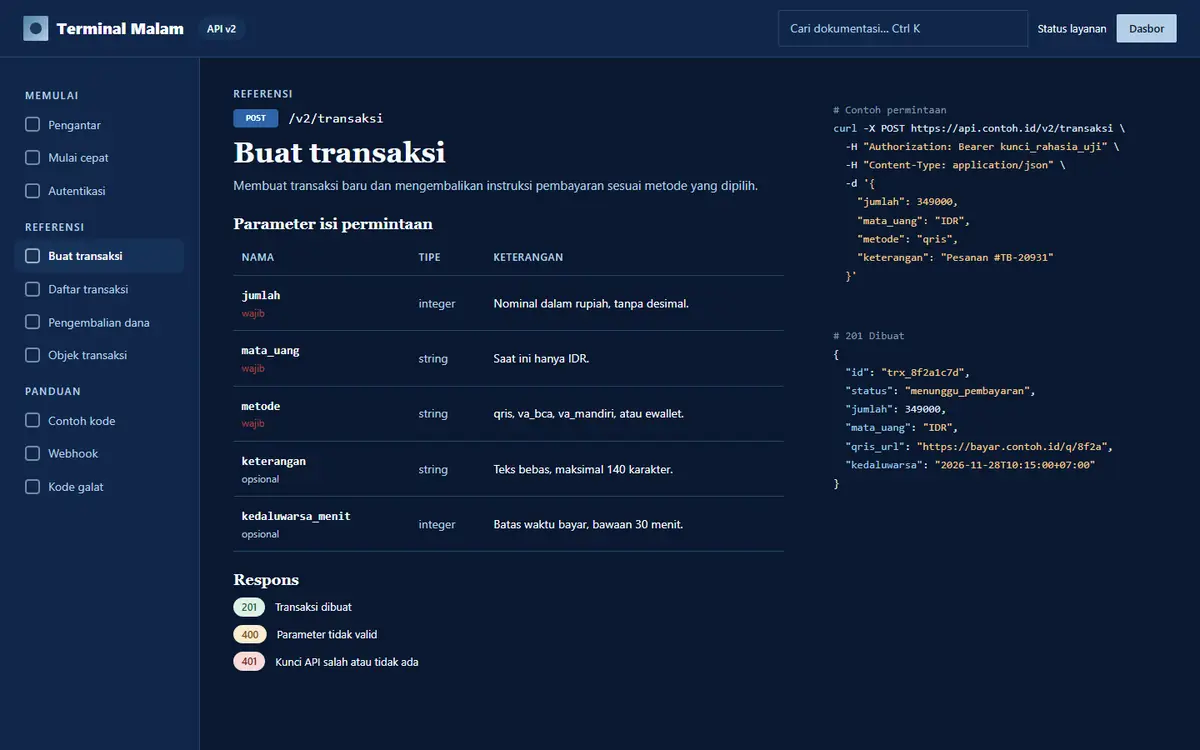 Terminal Malam
API v2
Cari dokumentasi... Ctrl K
Status layanan
Dasbor
MEMULAI
Pengantar
Mulai cepat
Autentikasi
REFERENSI
Buat transaksi
Daftar transaksi
Pengembalian dana
Objek transaksi
PANDUAN
Contoh kode
Webhook
Kode galat
REFERENSI
POST /v2/transaksi
Buat transaksi
Membuat transaksi baru dan mengembalikan instruksi pembayaran sesuai metode yang dipilih.
Parameter isi permintaan
NAMA TIPE KETERANGAN
jumlah
wajib
integer
Nominal dalam rupiah, tanpa desimal.
mata_uang
wajib
string
Saat ini hanya IDR.
metode
wajib
string
qris, va_bca, va_mandiri, atau ewallet.
keterangan
opsional
string
Teks bebas, maksimal 140 karakter.
kedaluwarsa_menit
opsional
integer
Batas waktu bayar, bawaan 30 menit.
Respons
201 Transaksi dibuat
400 Parameter tidak valid
401 Kunci API salah atau tidak ada
# Contoh permintaan
curl -X POST https://api.contoh.id/v2/transaksi \
-H "Authorization: Bearer kunci_rahasia_uji" \
-H "Content-Type: application/json" \
-d '{
"jumlah": 349000,
"mata_uang": "IDR",
"metode": "qris",
"keterangan": "Pesanan #TB-20931"
}'
# 201 Dibuat
{
"id": "trx_8f2a1c7d",
"status": "menunggu_pembayaran",
"jumlah": 349000,
"mata_uang": "IDR",
"qris_url": "https://bayar.contoh.id/q/8f2a",
"kedaluwarsa": "2026-11-28T10:15:00+07:00"
}